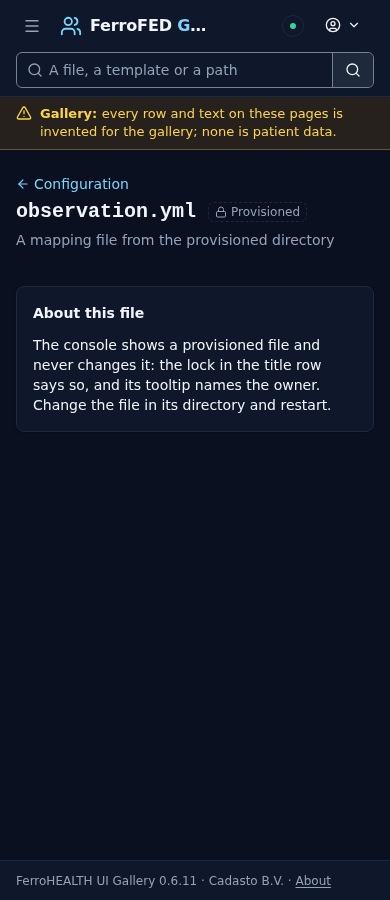 FerroFED G…
A file, a template or a path
Gallery: every row and text on these pages is
invented for the gallery; none is patient data.
← Configuration
observation.yml Provisioned
A mapping file from the provisioned directory
About this file
The console shows a provisioned file and
never changes it: the lock in the title row
says so, and its tooltip names the owner.
Change the file in its directory and restart.
FerroHEALTH UI Gallery 0.6.11 · Cadasto B.V. · About